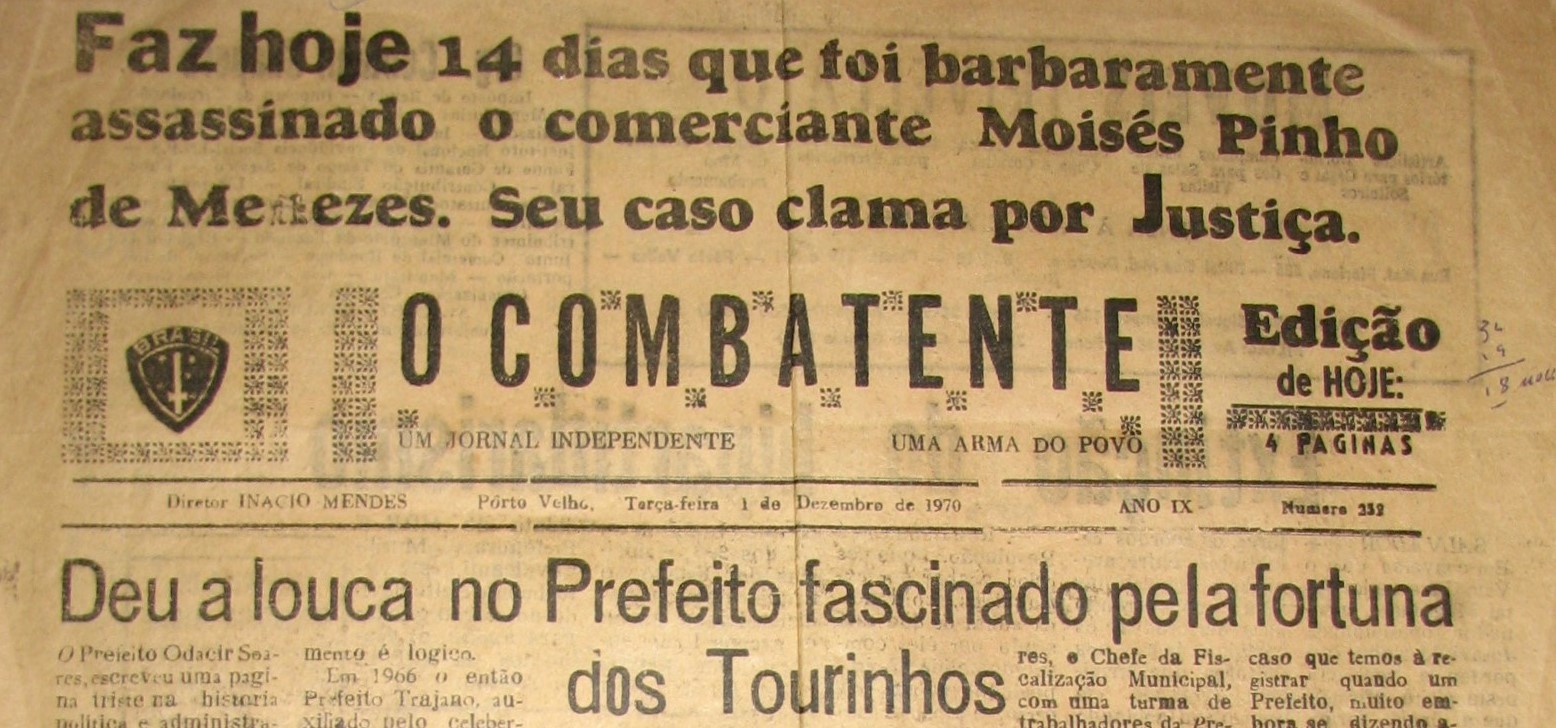 Faz hoje 14 dias que foi barbaramente
assassinado o comerciante Moisés Pinho
de Menezes. Seu caso clama por Justiça.
BRASIL
O COMBATENTE
UM JORNAL INDEPENDENTE UMA ARMA DO POVO
Edição
de HOJE:
4 PAGINAS
Diretor INACIO MENDES Pôrto Velho, Terça-feira 1 de Dezembro de 1970 ANO IX - Numero 332
Deu a louca no Prefeito fascinado pela fortuna
dos Tourinhos
O Prefeito Odacir Soa-
res, escreveu uma pagi-
na triste na historia
politica e administra-
mento é logico.
Em 1966 o então
Prefeito Trajano, au-
xiliado pelo celeber-
res, e Chefe da Fis-
calização Municipal,
com uma turma de
trabalhadores da Pre-
caso que temos à re-
gistrar quando um
Prefeito, muito em-
bora se dizendo a-